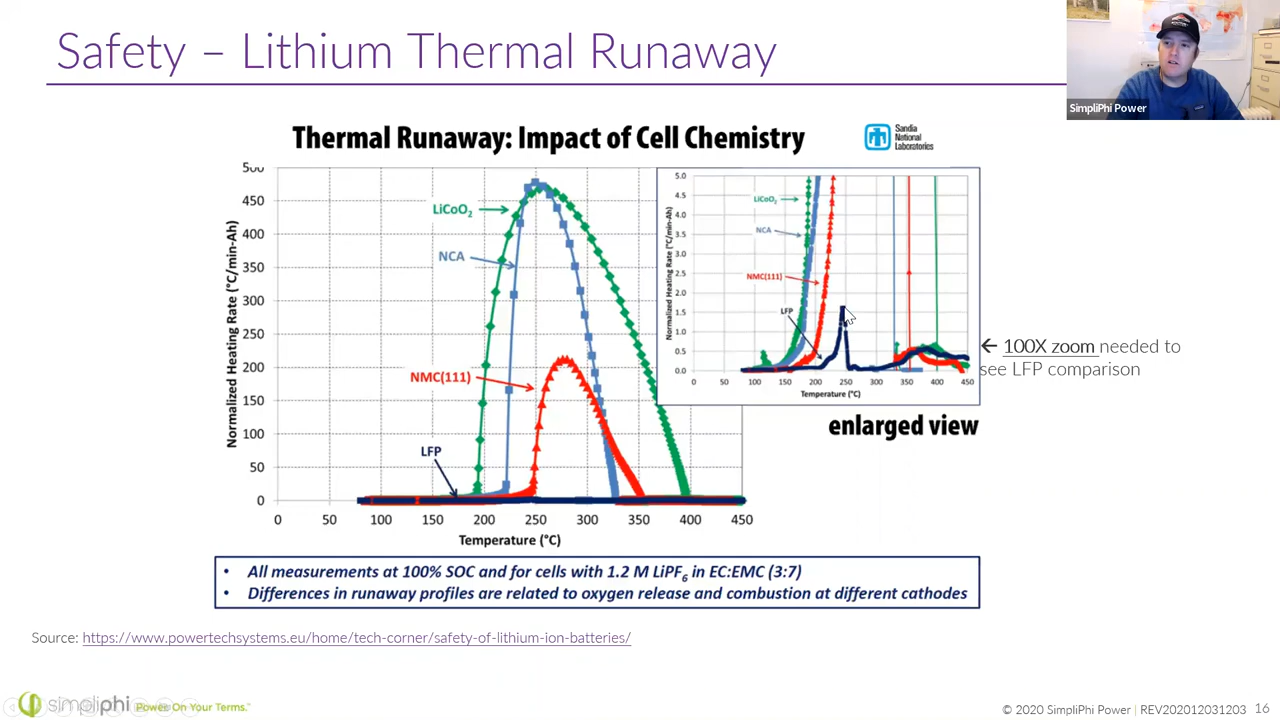 Safety – Lithium Thermal Runaway
SimpliPhi Power
Thermal Runaway: Impact of Cell Chemistry
Sandia
National
Laboratories
Normalized Heating Rate (°C/min-Ah)
450
400
350
300
250
200
150
100
50
0
LiCoO₂
NCA
NMC(111)
LFP
0 50 100 150 200 250 300 350 400 450
Temperature (°C)
Normalized Heating Rate (°C/min-Ah)
5.0
4.5
4.0
3.5
3.0
2.5
2.0
1.5
1.0
0.5
0.0
LiCoO₂
NCA
NMC(111)
LFP
0 50 100 150 200 250 300 350 400 450
Temperature (°C)
enlarged view
← 100X zoom needed to
see LFP comparison
• All measurements at 100% SOC and for cells with 1.2 M LiPF₆ in EC:EMC (3:7)
• Differences in runaway profiles are related to oxygen release and combustion at different cathodes
Source: https://www.powertechsystems.eu/home/tech-corner/safety-of-lithium-ion-batteries/
simpliphi Power On Your Terms.™
© 2020 SimpliPhi Power | REV202012031203 16